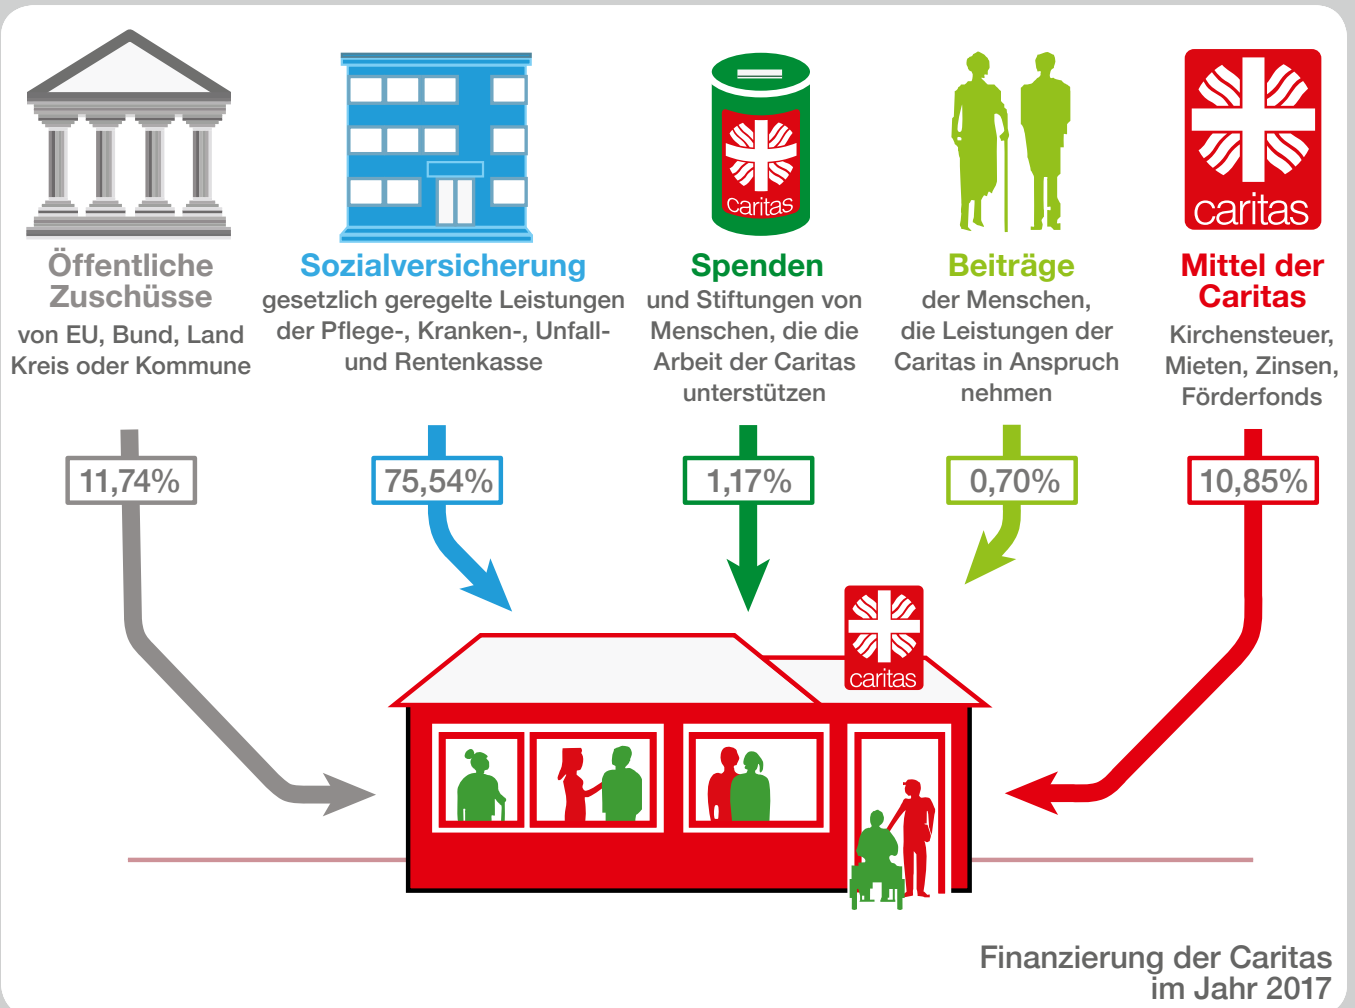 caritas
caritas
Öffentliche
Zuschüsse
von EU, Bund, Land
Kreis oder Kommune
Sozialversicherung
gesetzlich geregelte Leistungen
der Pflege-, Kranken-, Unfall-
und Rentenkasse
Spenden
und Stiftungen von
Menschen, die die
Arbeit der Caritas
unterstützen
Beiträge
der Menschen,
die Leistungen der
Caritas in Anspruch
nehmen
Mittel der
Caritas
Kirchensteuer,
Mieten, Zinsen,
Förderfonds
11,74%
75,54%
1,17%
0,70%
10,85%
caritas
Finanzierung der Caritas
im Jahr 2017